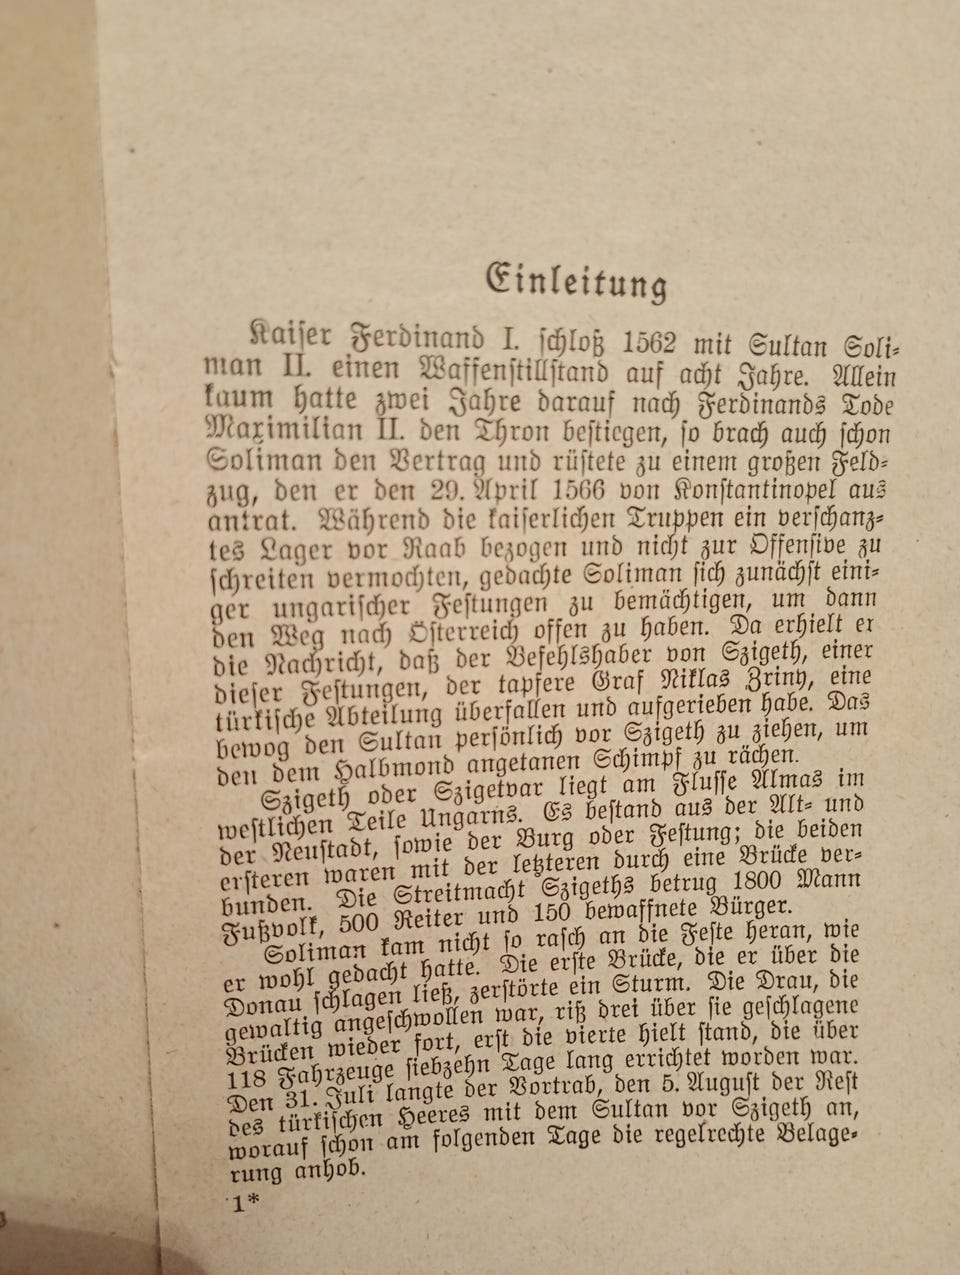 Einleitung
Kaiser Ferdinand I. schloß 1562 mit Sultan Soli-
man II. einen Waffenstillstand auf acht Jahre. Allein
kaum hatte zwei Jahre darauf nach Ferdinands Tode
Maximilian II. den Thron bestiegen, so brach auch schon
Soliman den Vertrag und rüstete zu einem großen Feld-
zug, den er den 29. April 1566 von Konstantinopel aus
antrat. Während die kaiserlichen Truppen ein verschanz-
tes Lager vor Raab bezogen und nicht zur Offensive zu
schreiten vermochten, gedachte Soliman sich zunächst eini-
ger ungarischer Festungen zu bemächtigen, um dann
den Weg nach Österreich offen zu haben. Da erhielt er
die Nachricht, daß der Befehlshaber von Szigeth, einer
dieser Festungen, der tapfere Graf Niklas Zriny, eine
türkische Abteilung überfallen und aufgerieben habe. Das
bewog den Sultan persönlich vor Szigeth zu ziehen, um
den dem Halbmond angetanen Schimpf zu rächen.
Szigeth oder Szigetvar liegt am Flusse Almas im
westlichen Teile Ungarns. Es bestand aus der Alt- und
der Neustadt, sowie der Burg oder Festung; die beiden
ersteren waren mit der letzteren durch eine Brücke ver-
bunden. Die Streitmacht Szigeths betrug 1800 Mann
Fußvolk, 500 Reiter und 150 bewaffnete Bürger.
Soliman kam nicht so rasch an die Feste heran, wie
er wohl gedacht hatte. Die erste Brücke, die er über die
Donau schlagen ließ, zerstörte ein Sturm. Die Drau, die
gewaltig angeschwollen war, riß drei über sie geschlagene
Brücken wieder fort, erst die vierte hielt stand, die über
118 Fahrzeuge siebzehn Tage lang errichtet worden war.
Den 31. Juli langte der Vortrab, den 5. August der Rest
des türkischen Heeres mit dem Sultan vor Szigeth an,
worauf schon am folgenden Tage die regelrechte Belage-
rung anhob.
1*